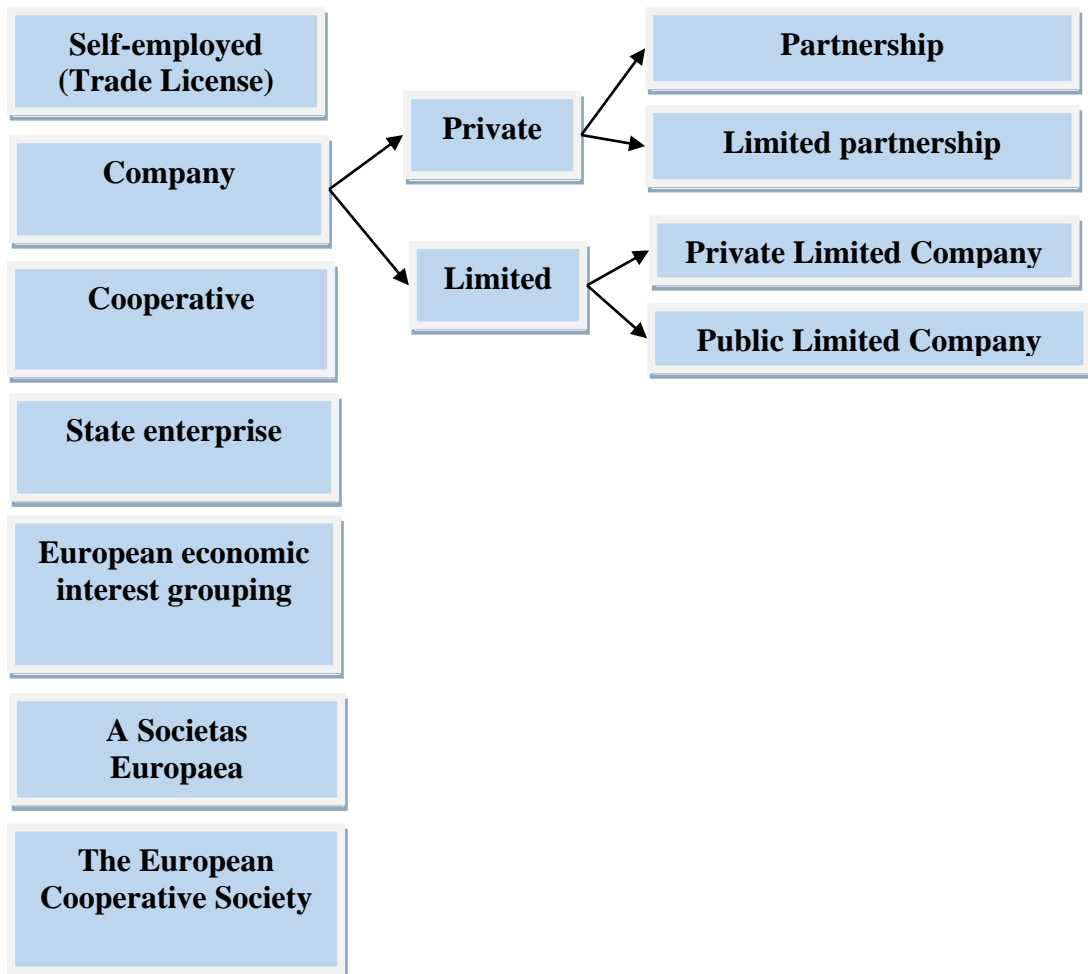 Self-employed
(Trade License)
Company
Cooperative
State enterprise
European economic
interest grouping
A Societas
Europaea
The European
Cooperative Society
Private
Limited
Partnership
Limited partnership
Private Limited Company
Public Limited Company